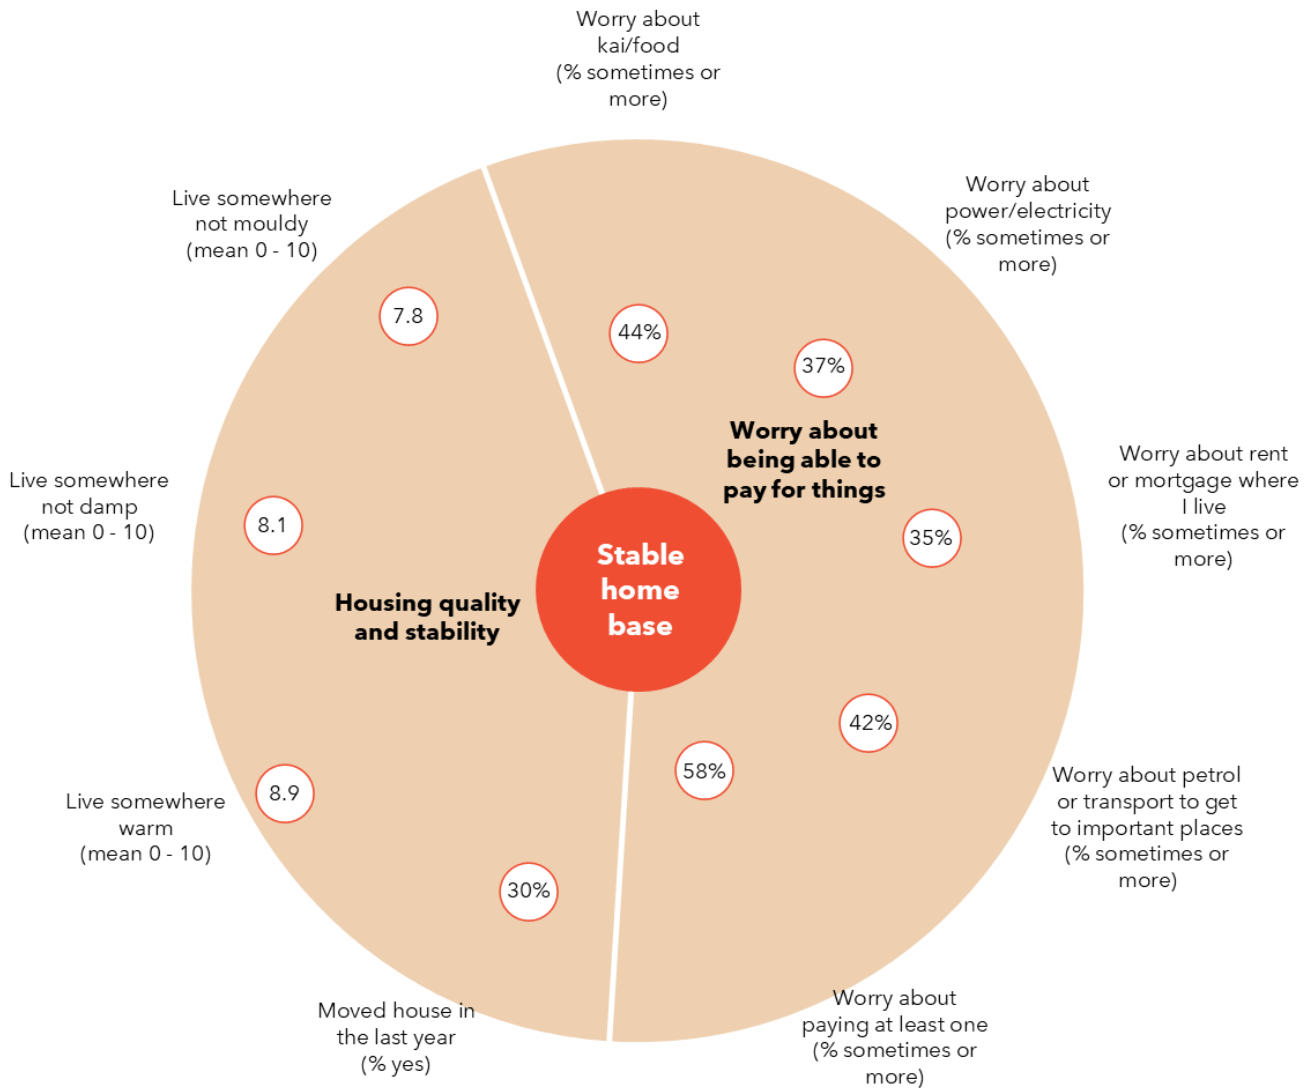 Worry about
kai/food
(% sometimes or
more)
Worry about
power/electricity
(% sometimes or
more)
Worry about rent
or mortgage where
I live
(% sometimes or
more)
Worry about petrol
or transport to get
to important places
(% sometimes or
more)
Worry about
paying at least one
(% sometimes or
more)
Moved house in
the last year
(% yes)
Live somewhere
warm
(mean 0 - 10)
Live somewhere
not damp
(mean 0 - 10)
Live somewhere
not mouldy
(mean 0 - 10)
44%
37%
35%
42%
58%
30%
8.9
8.1
7.8
Worry about
being able to
pay for things
Housing quality
and stability
Stable
home
base